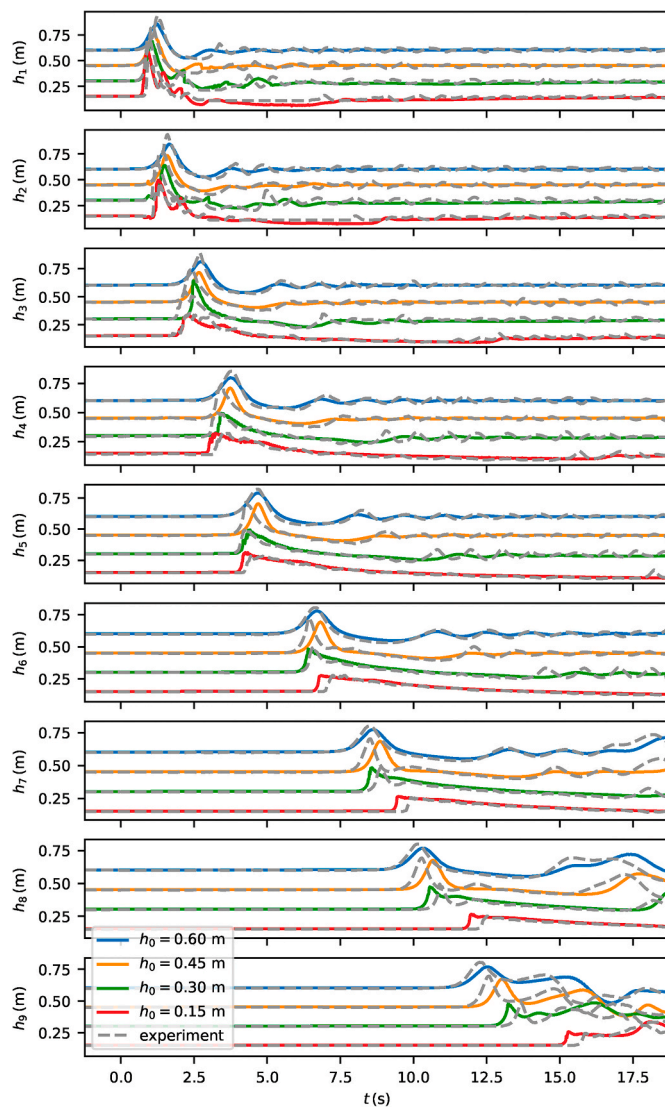 h1 (m)
0.75
0.50
0.25
h2 (m)
0.75
0.50
0.25
h3 (m)
0.75
0.50
0.25
h4 (m)
0.75
0.50
0.25
h5 (m)
0.75
0.50
0.25
h6 (m)
0.75
0.50
0.25
h7 (m)
0.75
0.50
0.25
h8 (m)
0.75
0.50
0.25
h9 (m)
0.75
0.50
0.25
h0 = 0.60 m
h0 = 0.45 m
h0 = 0.30 m
h0 = 0.15 m
experiment
0.0 2.5 5.0 7.5 10.0 12.5 15.0 17.5
t (s)